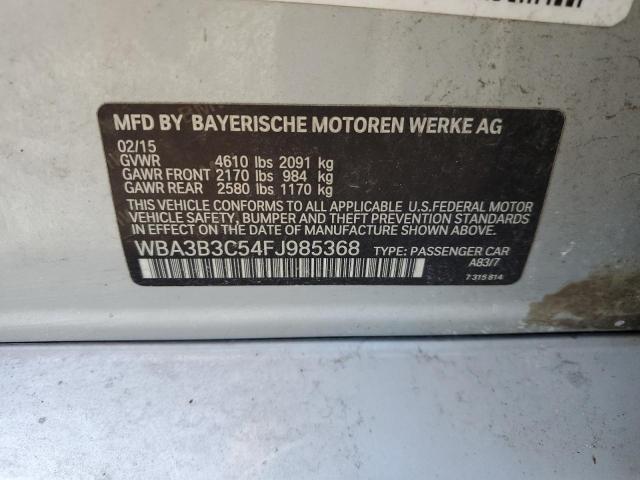 MFD BY BAYERISCHE MOTOREN WERKE AG
02/15
GVWR 4610 lbs 2091 kg
GAWR FRONT 2170 lbs 984 kg
GAWR REAR 2580 lbs 1170 kg
THIS VEHICLE CONFORMS TO ALL APPLICABLE U.S.FEDERAL MOTOR
VEHICLE SAFETY, BUMPER AND THEFT PREVENTION STANDARDS
IN EFFECT ON THE DATE OF MANUFACTURE SHOWN ABOVE.
WBA3B3C54FJ985368 TYPE: PASSENGER CAR
A83/7
7 315 814